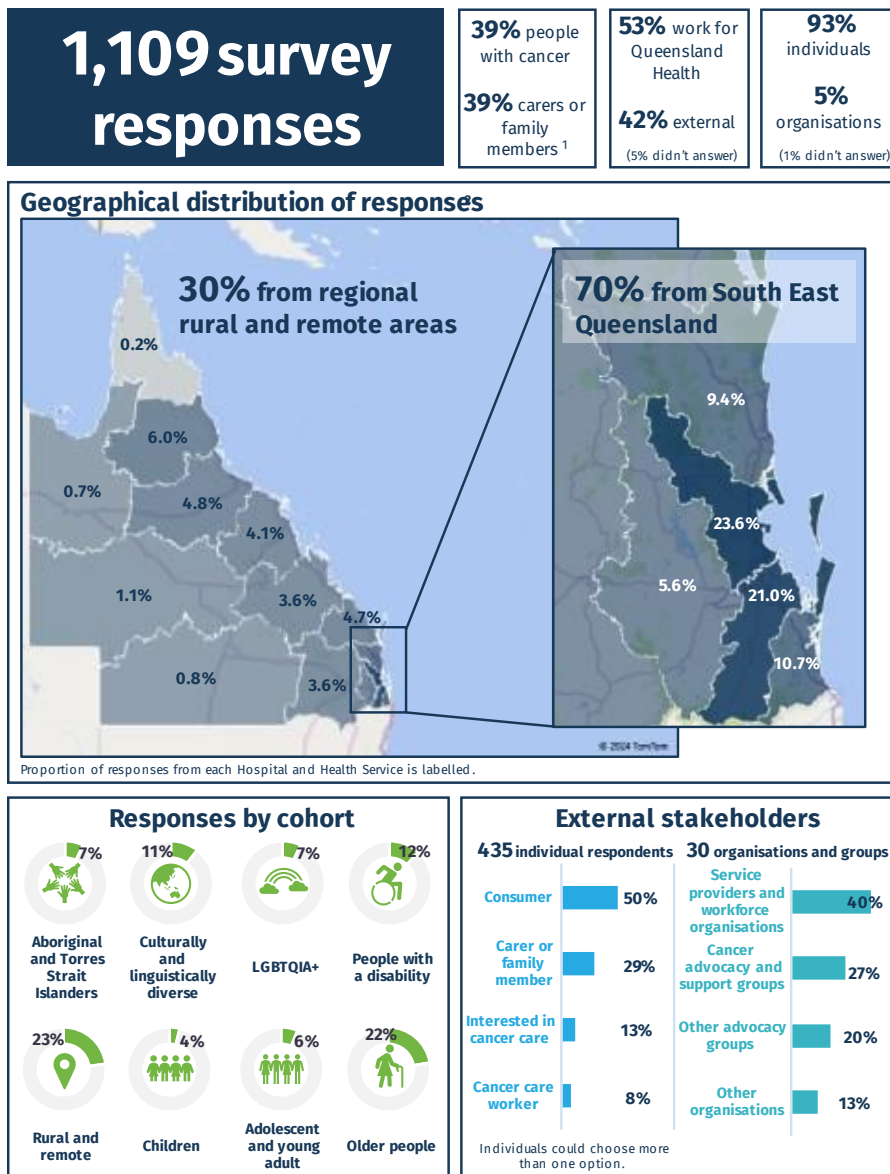 1,109 survey
responses
39% people
with cancer
39% carers or
family
members 1
53% work for
Queensland
Health
42% external
(5% didn't answer)
93%
individuals
5%
organisations
(1% didn't answer)
Geographical distribution of responses
30% from regional
rural and remote areas
70% from South East
Queensland
0.2%
6.0%
0.7%
4.8%
4.1%
1.1%
3.6%
4.7%
0.8%
3.6%
9.4%
23.6%
5.6%
21.0%
10.7%
© 2024 TomTom
Proportion of responses from each Hospital and Health Service is labelled.
Responses by cohort
7%
Aboriginal
and Torres
Strait
Islanders
11%
Culturally
and
linguistically
diverse
7%
LGBTQIA+
12%
People with
a disability
23%
Rural and
remote
4%
Children
6%
Adolescent
and young
adult
22%
Older people
External stakeholders
435 individual respondents
Consumer
50%
Carer or
family
member
29%
Interested in
cancer care
13%
Cancer care
worker
8%
Individuals could choose more
than one option.
30 organisations and groups
Service
providers and
workforce
organisations
40%
Cancer
advocacy and
support groups
27%
Other advocacy
groups
20%
Other
organisations
13%